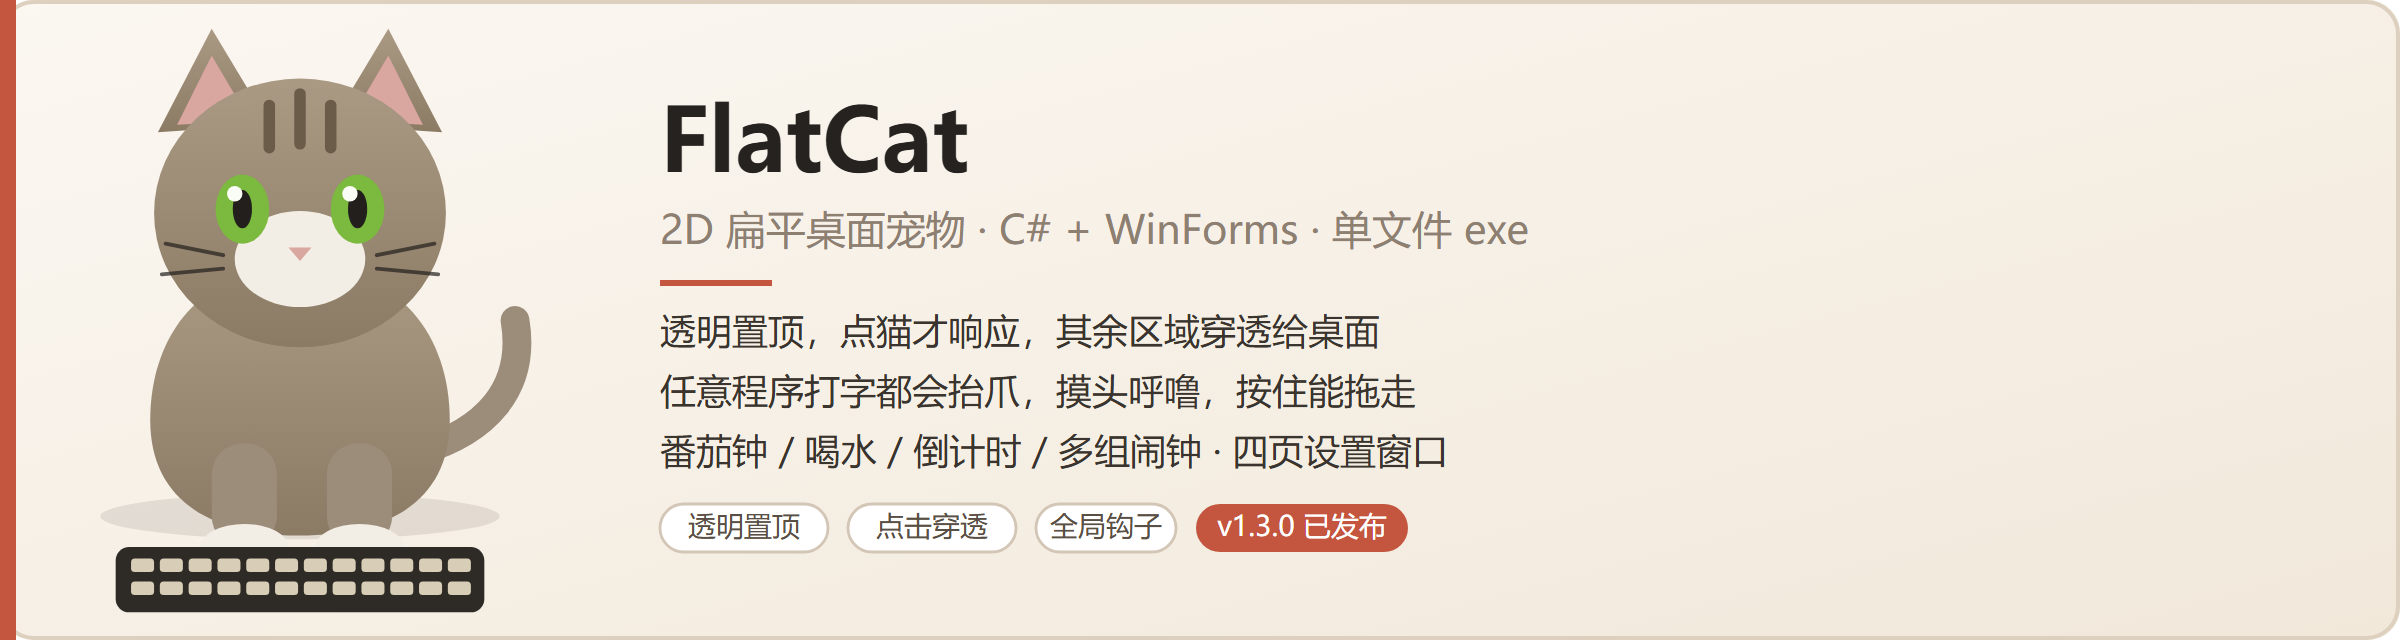 FlatCat
2D 扁平桌面宠物 · C# + WinForms · 单文件 exe
透明置顶，点猫才响应，其余区域穿透给桌面
任意程序打字都会抬爪，摸头呼噜，按住能拖走
番茄钟 / 喝水 / 倒计时 / 多组闹钟 · 四页设置窗口
透明置顶 点击穿透 全局钩子 v1.3.0 已发布